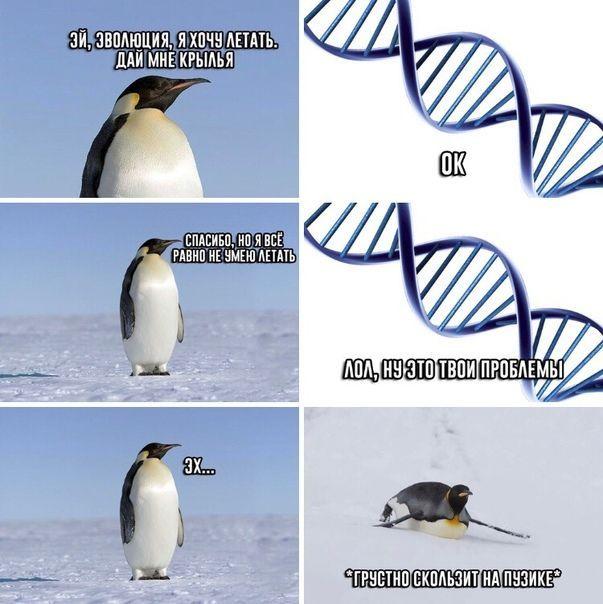 ЭЙ, ЭВОЛЮЦИЯ, Я ХОЧУ ЛЕТАТЬ.
ДАЙ МНЕ КРЫЛЬЯ
ОК
СПАСИБО, НО Я ВСЁ
РАВНО НЕ УМЕЮ ЛЕТАТЬ
ЛОЛ, НУ ЭТО ТВОИ ПРОБЛЕМЫ
ЭХ...
*ГРУСТНО СКОЛЬЗИТ НА ПУЗИКЕ*